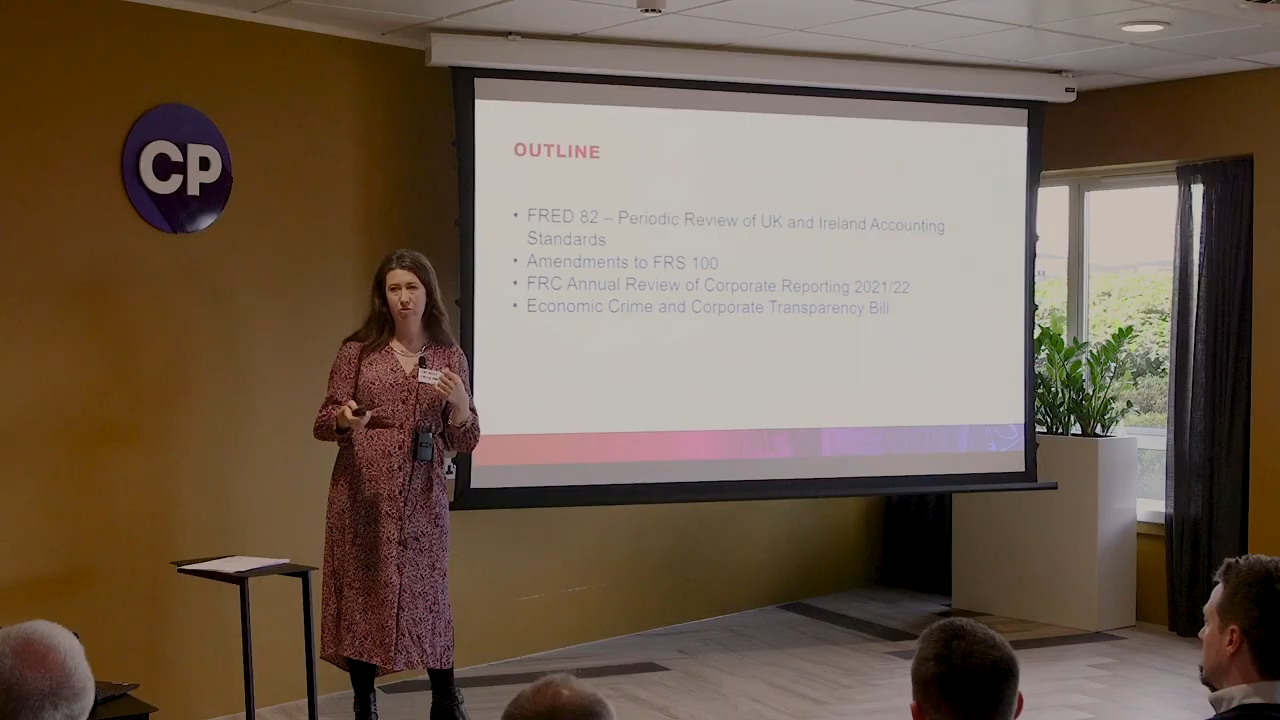 CP
OUTLINE
• FRED 82 – Periodic Review of UK and Ireland Accounting
Standards
• Amendments to FRS 100
• FRC Annual Review of Corporate Reporting 2021/22
• Economic Crime and Corporate Transparency Bill